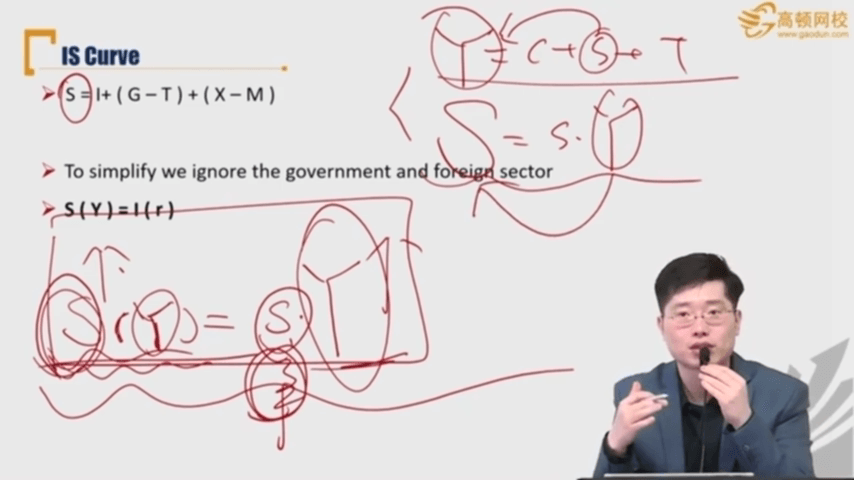 高顿网校
www.gaodun.com
IS Curve
Y = C + S + T
S = I + ( G – T ) + ( X – M )
S = s · Y
To simplify we ignore the government and foreign sector
S ( Y ) = I ( r )
S ( Y ) = s · Y